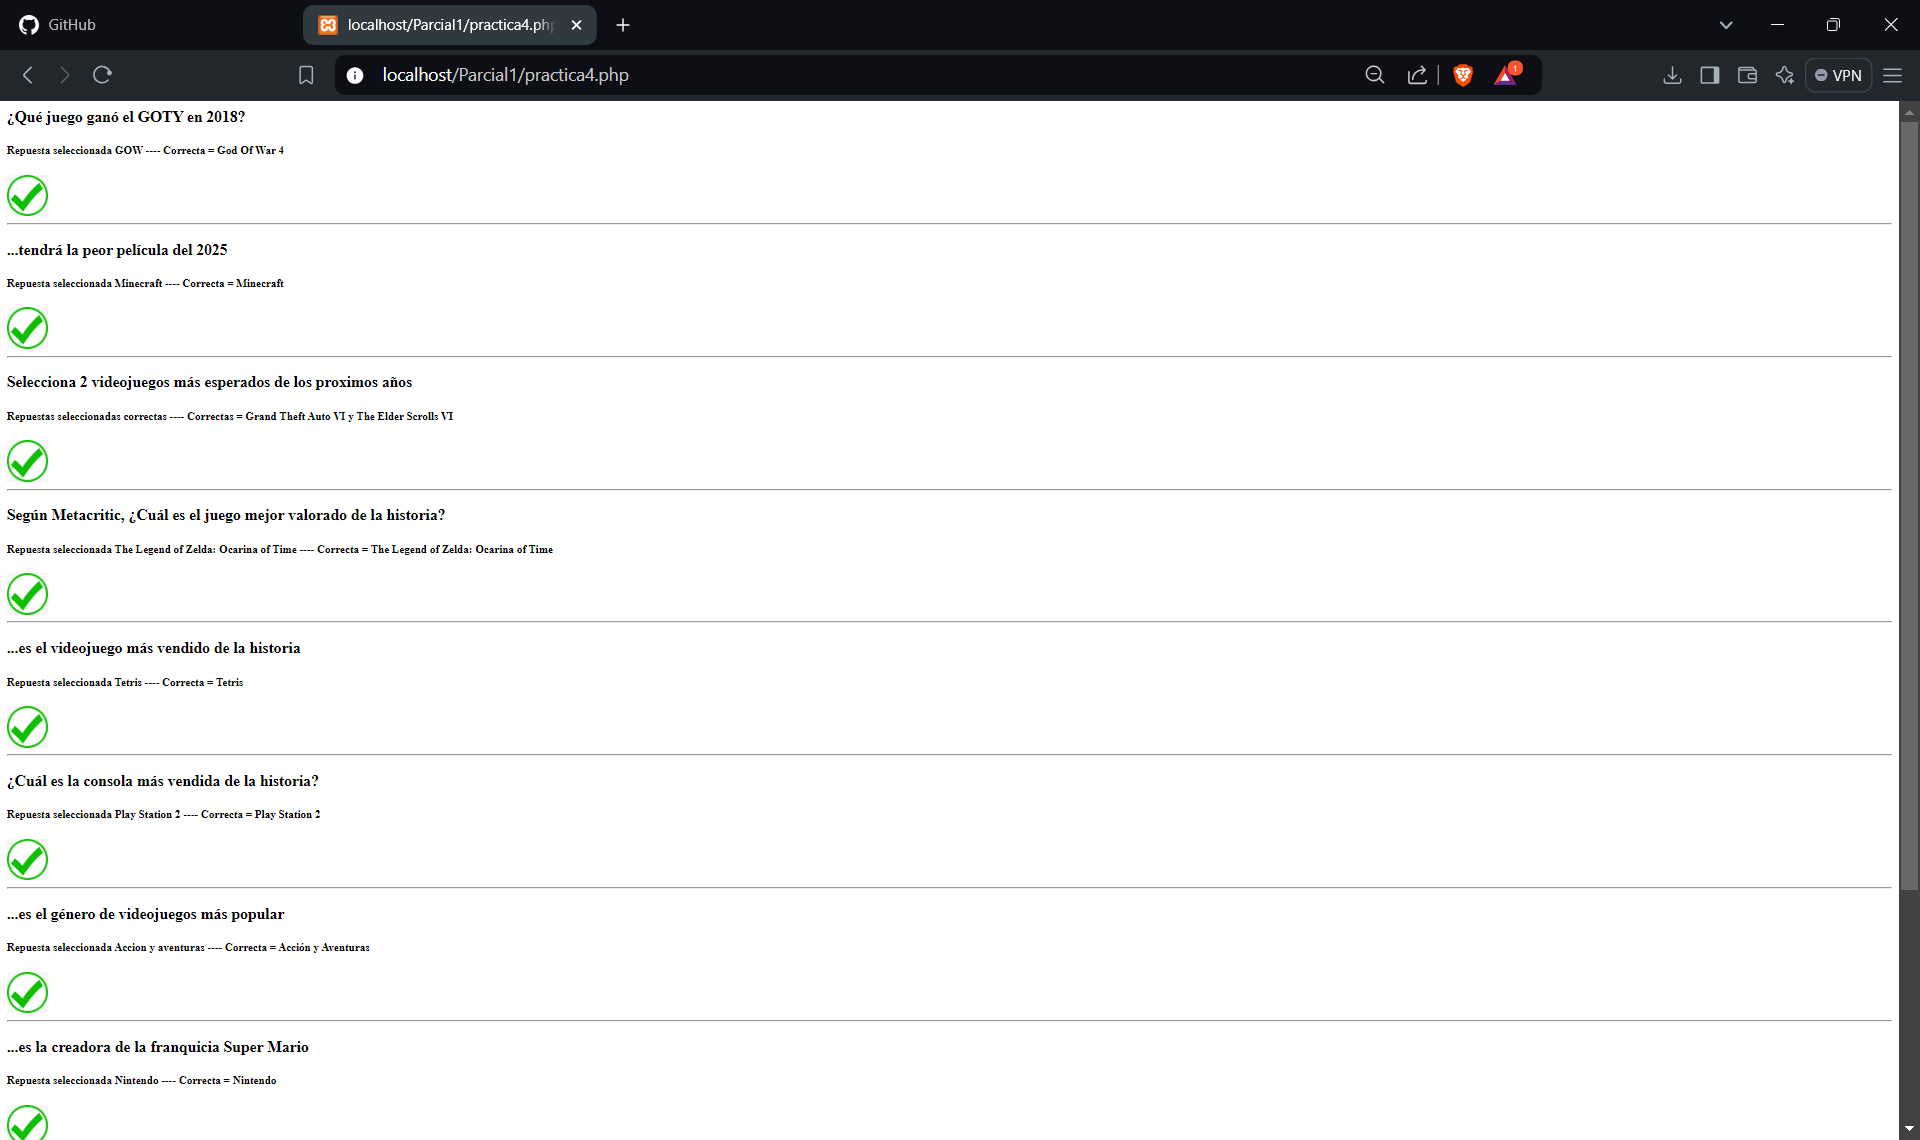 GitHub
localhost/Parcial1/practica4.ph
localhost/Parcial1/practica4.php
1
VPN
¿Qué juego ganó el GOTY en 2018?
Repuesta seleccionada GOW ---- Correcta = God Of War 4
...tendrá la peor película del 2025
Repuesta seleccionada Minecraft ---- Correcta = Minecraft
Selecciona 2 videojuegos más esperados de los proximos años
Repuestas seleccionadas correctas ---- Correctas = Grand Theft Auto VI y The Elder Scrolls VI
Según Metacritic, ¿Cuál es el juego mejor valorado de la historia?
Repuesta seleccionada The Legend of Zelda: Ocarina of Time ---- Correcta = The Legend of Zelda: Ocarina of Time
...es el videojuego más vendido de la historia
Repuesta seleccionada Tetris ---- Correcta = Tetris
¿Cuál es la consola más vendida de la historia?
Repuesta seleccionada Play Station 2 ---- Correcta = Play Station 2
...es el género de videojuegos más popular
Repuesta seleccionada Accion y aventuras ---- Correcta = Acción y Aventuras
...es la creadora de la franquicia Super Mario
Repuesta seleccionada Nintendo ---- Correcta = Nintendo